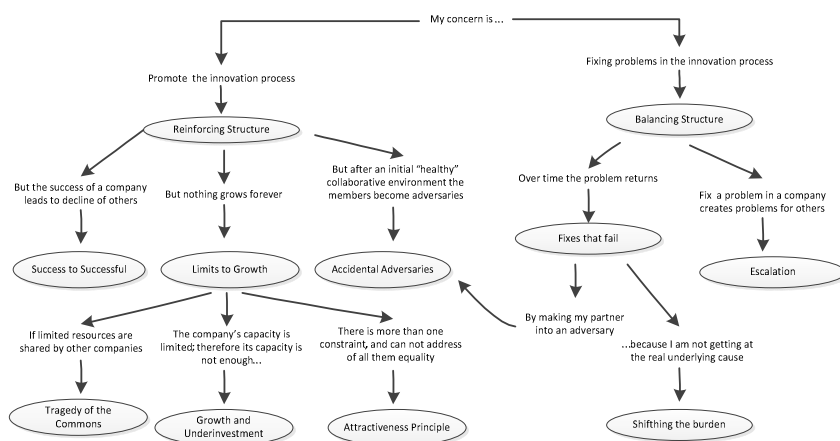 My concern is ...
Promote the innovation process
Fixing problems in the innovation process
Reinforcing Structure
Balancing Structure
But the success of a company
leads to decline of others
But nothing grows forever
But after an initial “healthy”
collaborative environment the
members become adversaries
Over time the problem returns
Fix a problem in a company
creates problems for others
Success to Successful
Limits to Growth
Accidental Adversaries
Fixes that fail
Escalation
If limited resources are
shared by other companies
The company’s capacity is
limited; therefore its capacity is
not enough...
There is more than one
constraint, and can not address
of all them equality
By making my partner
into an adversary
...because I am not getting at
the real underlying cause
Tragedy of the
Commons
Growth and
Underinvestment
Attractiveness Principle
Shifthing the burden